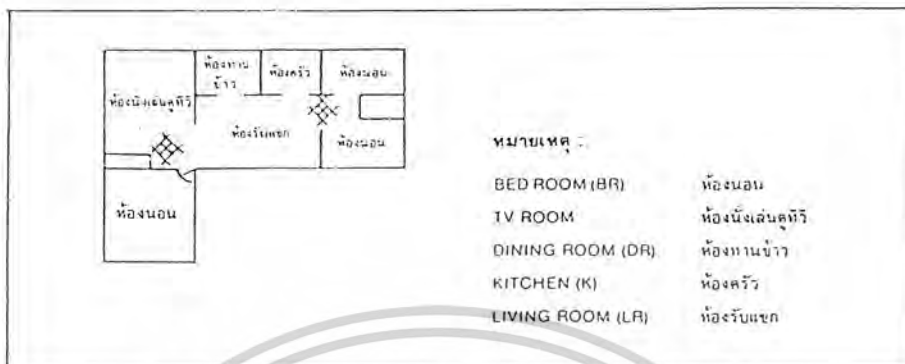 ห้องทาน
ข้าว
ห้องครัว
ห้องนอน
ห้องนั่งเล่นดูทีวี
ห้องรับแขก
ห้องนอน
ห้องนอน
หมายเหตุ :
BED ROOM (BR) ห้องนอน
TV ROOM ห้องนั่งเล่นดูทีวี
DINING ROOM (DR) ห้องทานข้าว
KITCHEN (K) ห้องครัว
LIVING ROOM (LR) ห้องรับแขก